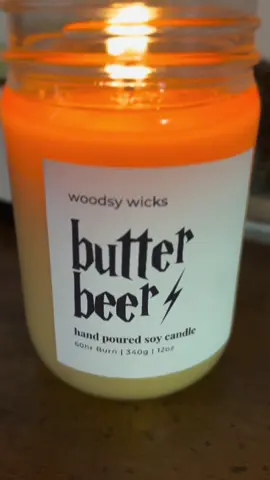 woodsy wicks
butter
beer
hand poured soy candle
60hr Burn | 340g | 12oz